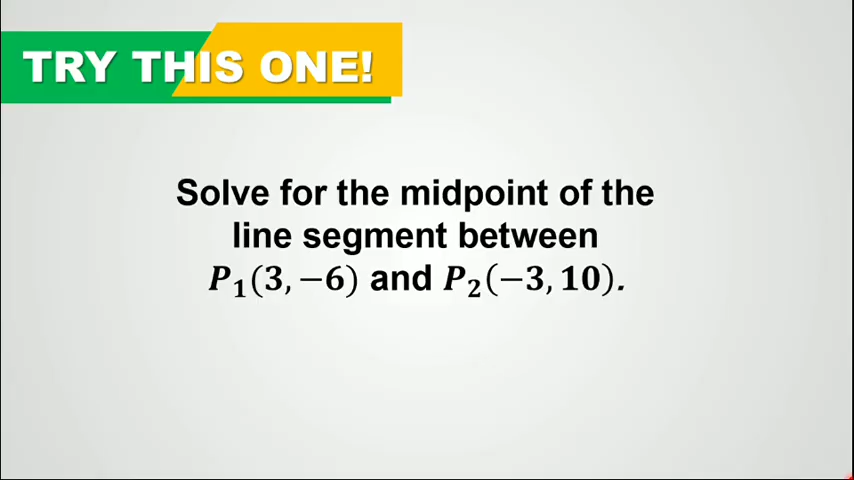 TRY THIS ONE!
Solve for the midpoint of the
line segment between
P₁(3, −6) and P₂(−3, 10).